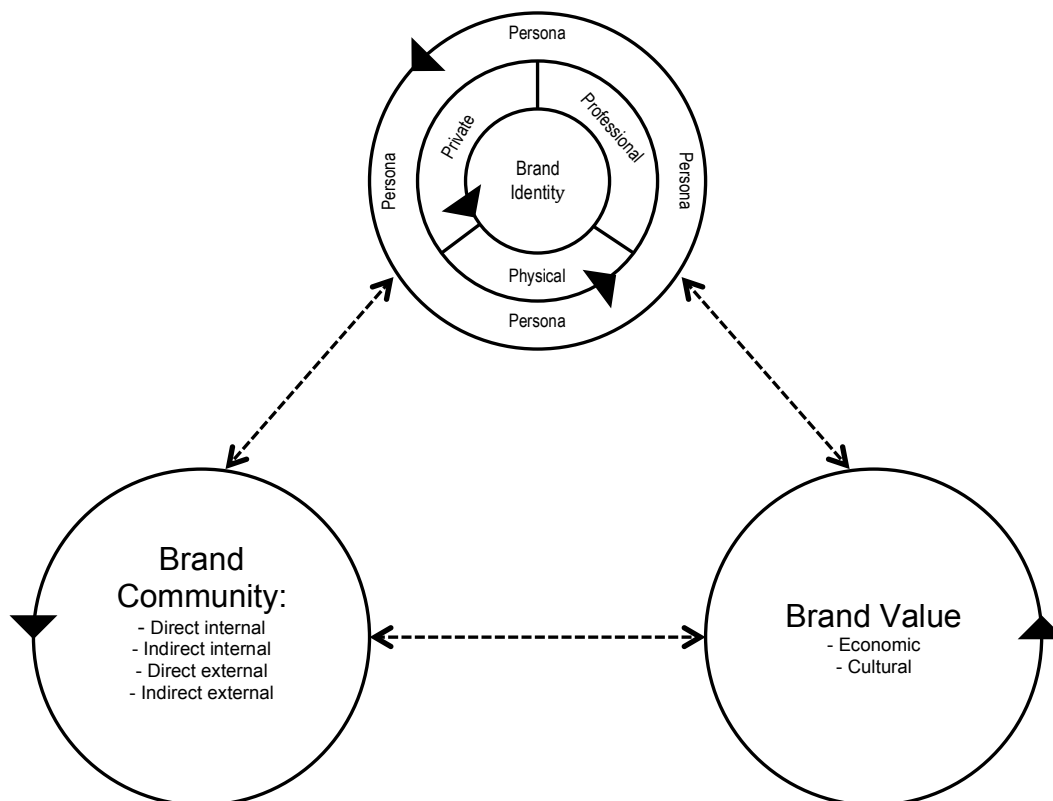 Persona
Private
Professional
Persona
Brand
Identity
Persona
Physical
Persona
Brand
Community:
- Direct internal
- Indirect internal
- Direct external
- Indirect external
Brand Value
- Economic
- Cultural